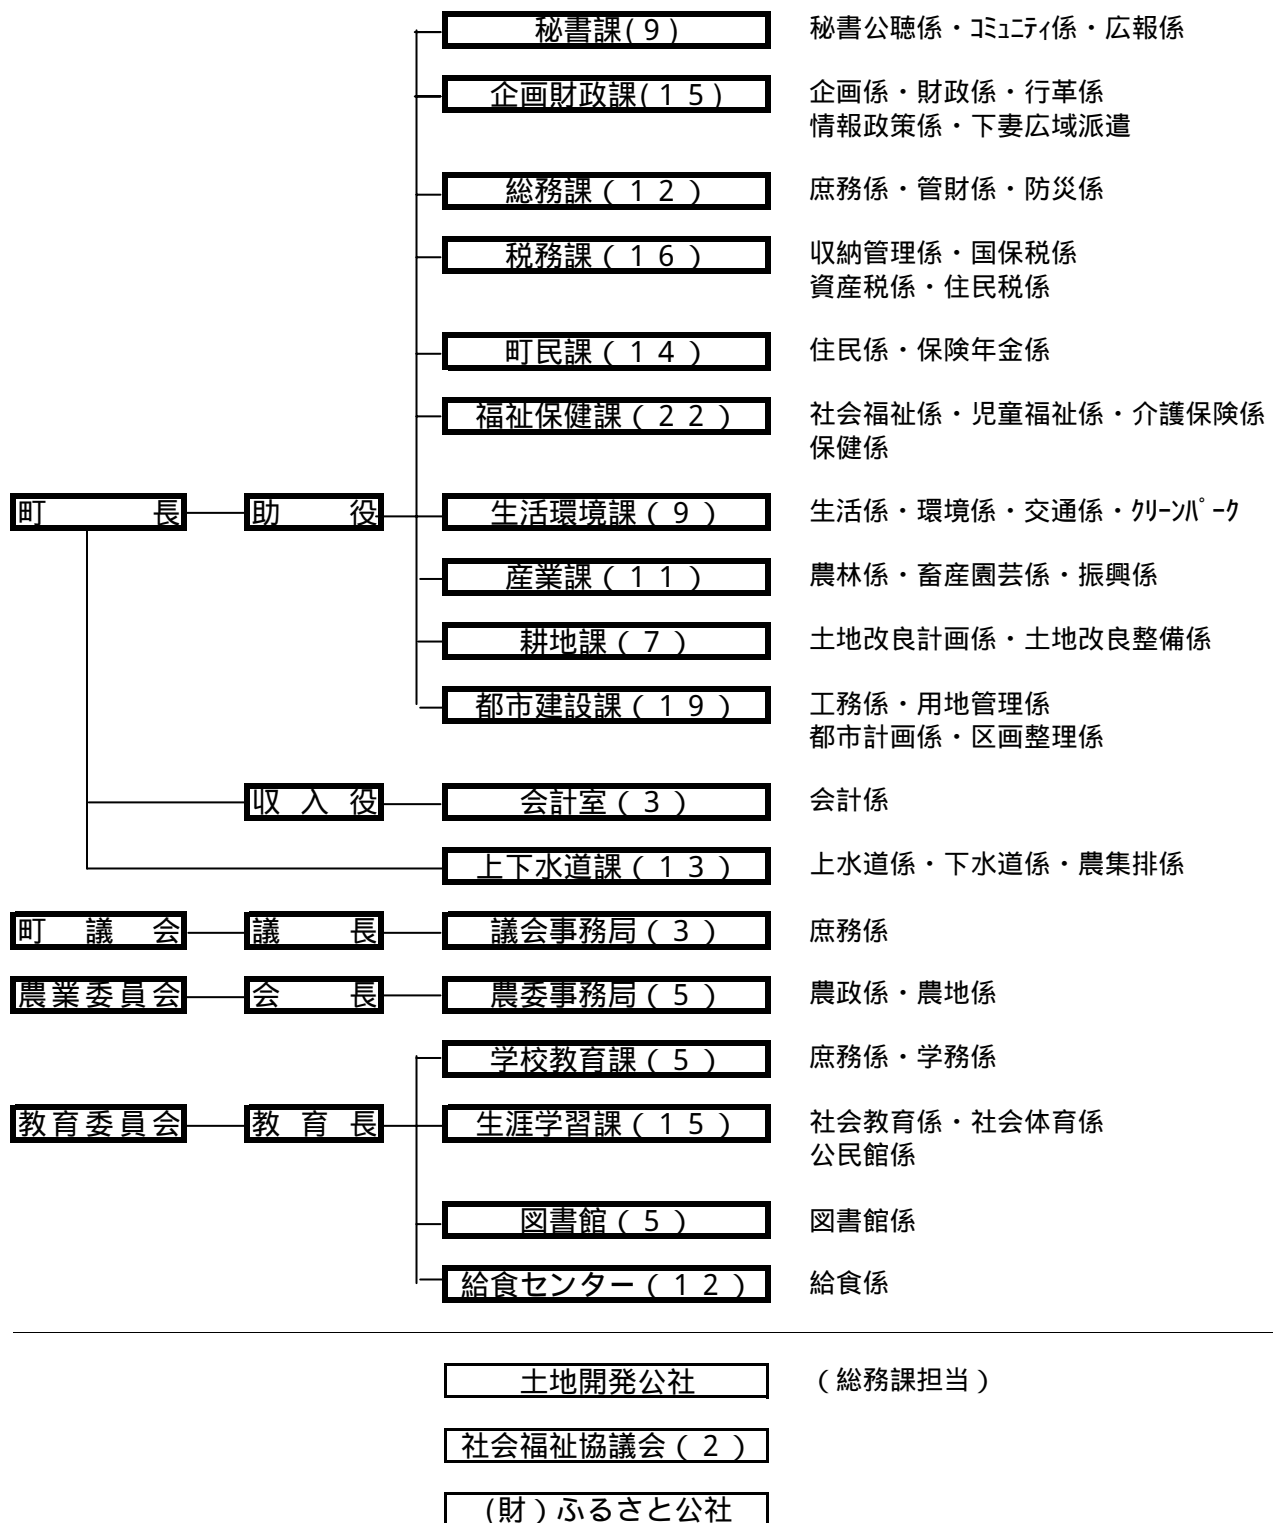 秘書課(9) 秘書公聴係・ｺﾐｭﾆﾃｨ係・広報係
企画財政課(15) 企画係・財政係・行革係
情報政策係・下妻広域派遣
総務課(12) 庶務係・管財係・防災係
税務課(16) 収納管理係・国保税係
資産税係・住民税係
町民課(14) 住民係・保険年金係
福祉保健課(22) 社会福祉係・児童福祉係・介護保険係
保健係
町長 助役 生活環境課(9) 生活係・環境係・交通係・ｸﾘｰﾝﾊﾟｰｸ
産業課(11) 農林係・畜産園芸係・振興係
耕地課(7) 土地改良計画係・土地改良整備係
都市建設課(19) 工務係・用地管理係
都市計画係・区画整理係
収入役 会計室(3) 会計係
上下水道課(13) 上水道係・下水道係・農集排係
町議会 議長 議会事務局(3) 庶務係
農業委員会 会長 農委事務局(5) 農政係・農地係
学校教育課(5) 庶務係・学務係
教育委員会 教育長 生涯学習課(15) 社会教育係・社会体育係
公民館係
図書館(5) 図書館係
給食センター(12) 給食係
土地開発公社 (総務課担当)
社会福祉協議会(2)
(財)ふるさと公社